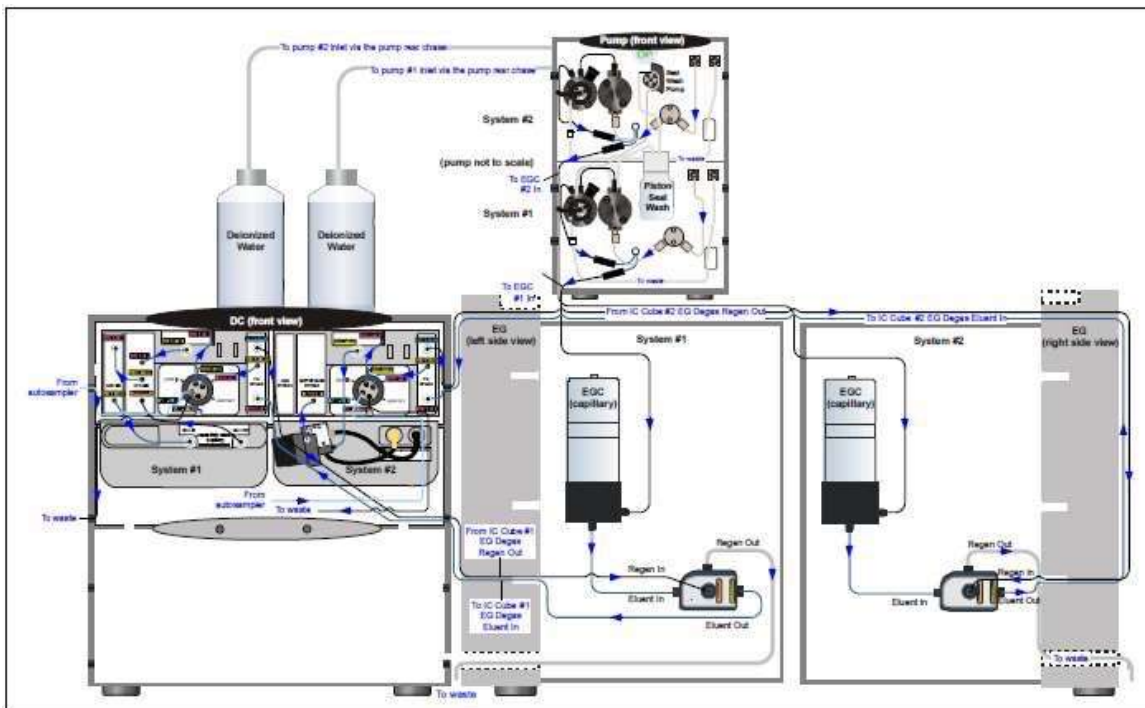 To pump #2 Inlet via the pump rear chase
To pump #1 Inlet via the pump rear chase
Pump (front view)
Seal
Wash
Pump
System #2
To waste
(pump not to scale)
To EGC
#2 In
Piston
Seal
Wash
System #1
To waste
Deionized
Water
Deionized
Water
To EGC
#1 In
DC (front view)
EG
(left side view)
From IC Cube #2 EG Degas Regen Out
To IC Cube #2 EG Degas Eluent In
System #1
System #2
EG
(right side view)
From
autosampler
EGC
(capillary)
EGC
(capillary)
System #1
System #2
From
autosampler
To waste
To waste
From IC Cube #1
EG Degas
Regen Out
Regen Out
Regen In
Eluent In
Eluent Out
To IC Cube #1
EG Degas
Eluent In
Regen Out
Regen In
Eluent In
Eluent Out
To waste
To waste